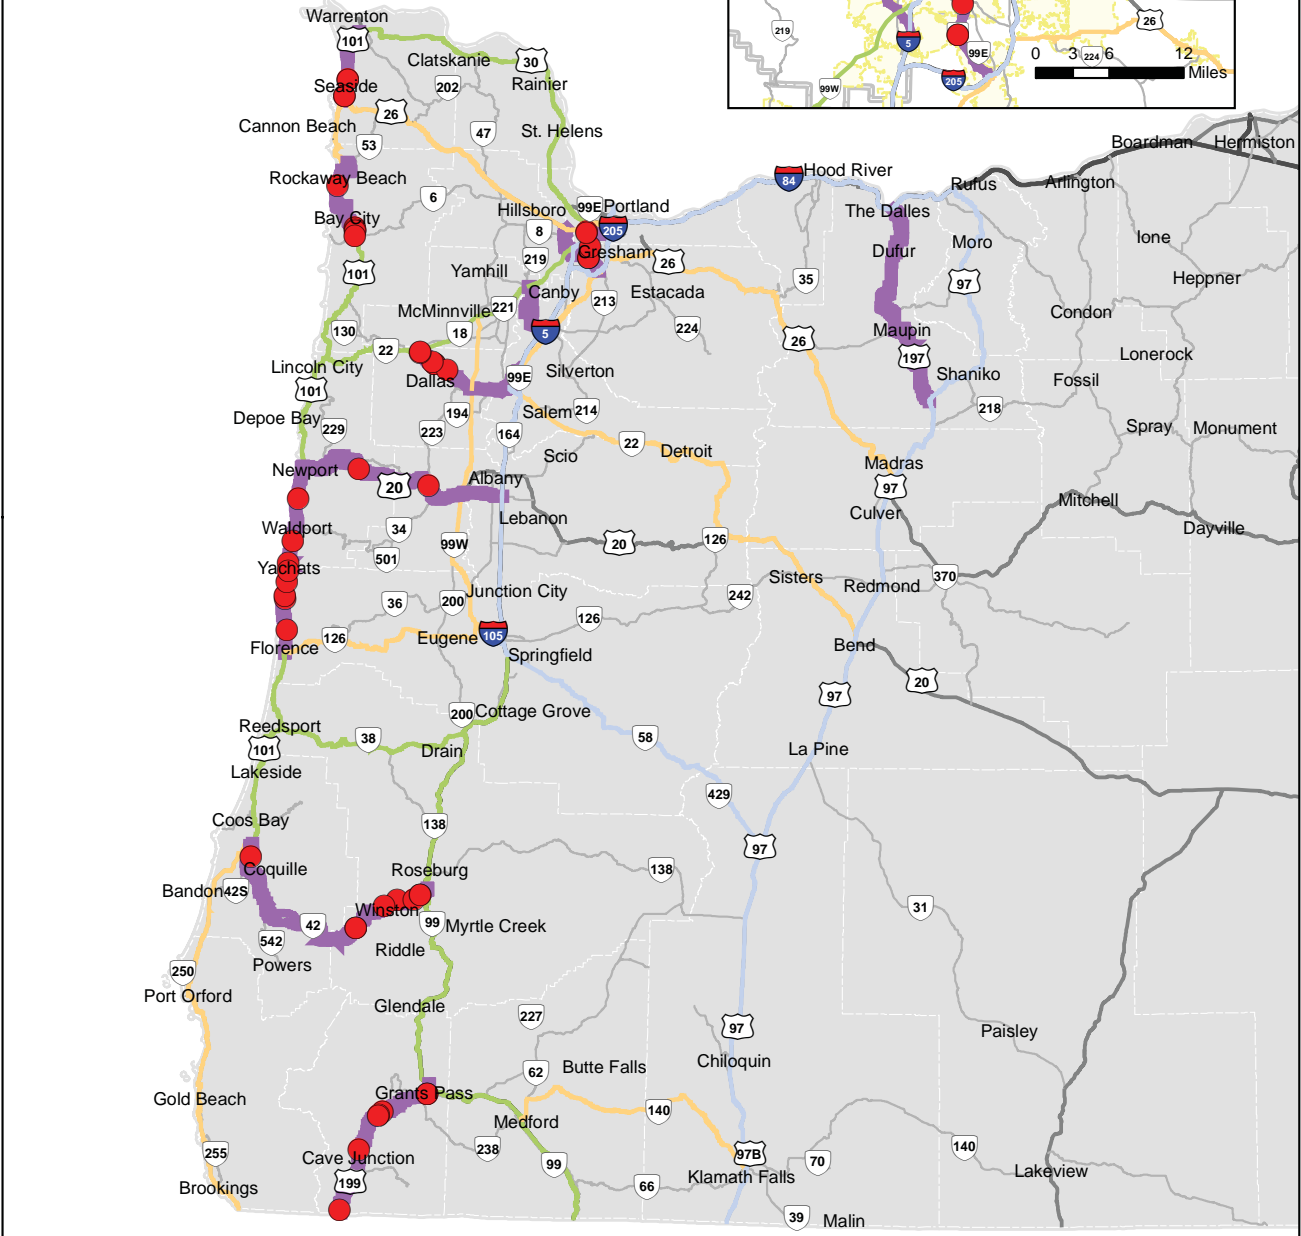 Warrenton
101
Clatskanie
30
Rainier
Seaside
202
26
Cannon Beach
47
St. Helens
53
Rockaway Beach
6
Bay City
Hillsboro
99E
Portland
8
205
Gresham
219
26
101
Yamhill
Canby
213
Estacada
McMinnville
221
130
18
5
224
22
Lincoln City
Dallas
99E
Silverton
101
194
Salem
214
Depoe Bay
229
223
164
22
Detroit
Scio
Newport
20
Albany
Lebanon
Waldport
34
20
126
99W
501
Yachats
Junction City
242
36
200
126
126
Eugene
105
Florence
Springfield
219
5
99E
26
0 3 6 12
224
Miles
205
99W
84
Hood River
Boardman
Hermiston
Rufus
Arlington
The Dalles
Dufur
Moro
Ione
35
97
Heppner
Condon
26
Maupin
197
Lonerock
Shaniko
Fossil
218
Spray
Monument
Madras
97
Culver
Mitchell
Dayville
Sisters
Redmond
370
Bend
20
97
Reedsport
200
Cottage Grove
101
38
Drain
58
La Pine
Lakeside
429
Coos Bay
138
97
Coquille
Roseburg
138
Bandon
42S
Winston
31
42
99
Myrtle Creek
542
Riddle
Powers
250
Port Orford
Glendale
227
97
Paisley
Chiloquin
62
Butte Falls
Gold Beach
Grants Pass
140
Medford
255
Cave Junction
238
97B
140
99
70
199
Klamath Falls
Lakeview
Brookings
66
39
Malin